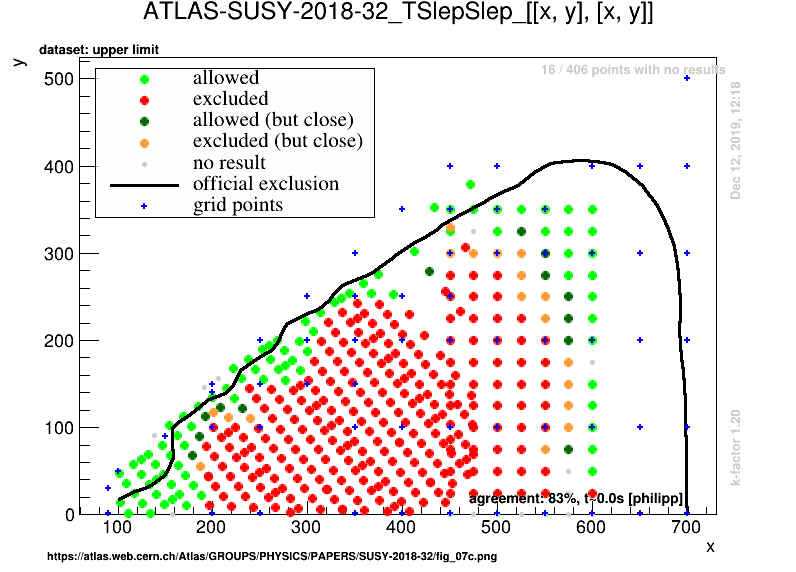 ATLAS-SUSY-2018-32_TSlepSlep_[[x, y], [x, y]]
dataset: upper limit
y
16 / 406 points with no results
500
400
300
200
100
0
allowed
excluded
allowed (but close)
excluded (but close)
no result
official exclusion
grid points
Dec 12, 2019, 12:18
k-factor 1.20
agreement: 83%, t~0.0s [philipp]
100 200 300 400 500 600 700
x
https://atlas.web.cern.ch/Atlas/GROUPS/PHYSICS/PAPERS/SUSY-2018-32/fig_07c.png